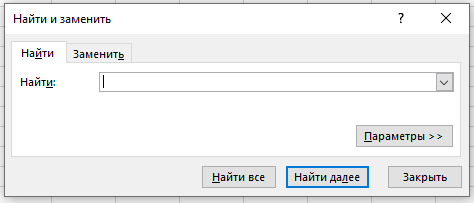 Найти и заменить ?
Найти Заменить
Найти:
Параметры >>
Найти все Найти далее Закрыть